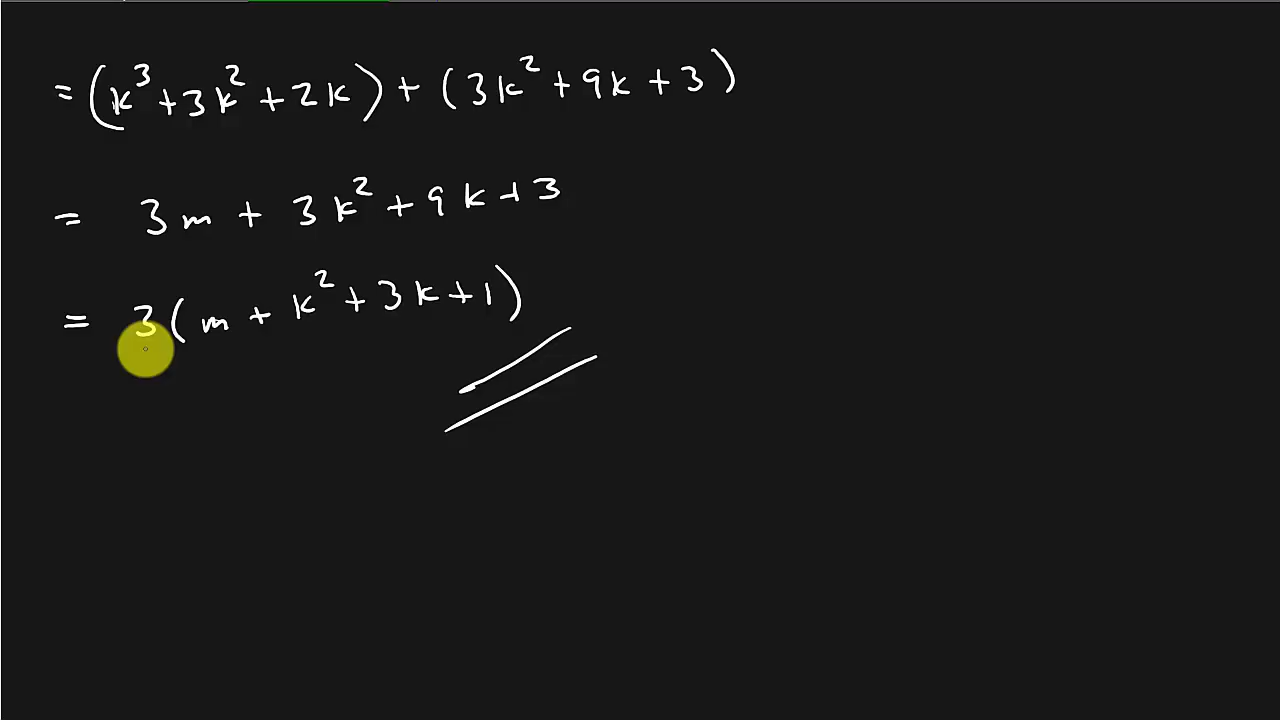 = (k³ + 3k² + 2k) + (3k² + 9k + 3)
= 3m + 3k² + 9k + 3
= 3(m + k² + 3k + 1)